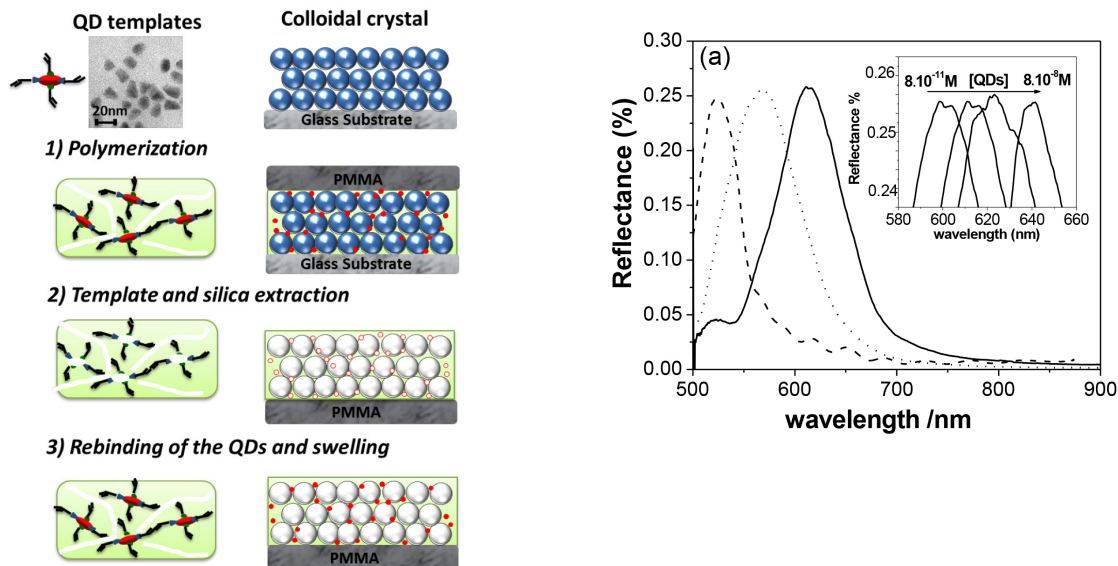 QD templates
Colloidal crystal
20nm
Glass Substrate
1) Polymerization
PMMA
Glass Substrate
2) Template and silica extraction
PMMA
3) Rebinding of the QDs and swelling
PMMA
(a)
Reflectance (%)
0.30
0.25
0.20
0.15
0.10
0.05
0.00
500 600 700 800 900
wavelength /nm
8.10⁻¹¹M [QDs] 8.10⁻⁸M
Reflectance %
0.26
0.25
0.24
580 600 620 640 660
wavelength (nm)